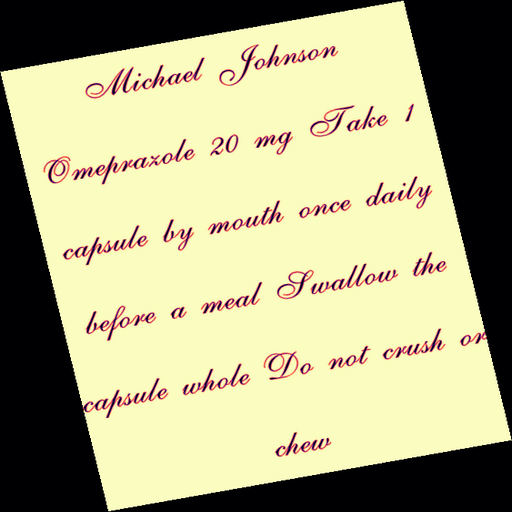 Michael Johnson
Omeprazole 20 mg Take 1
capsule by mouth once daily
before a meal Swallow the
capsule whole Do not crush or
chew